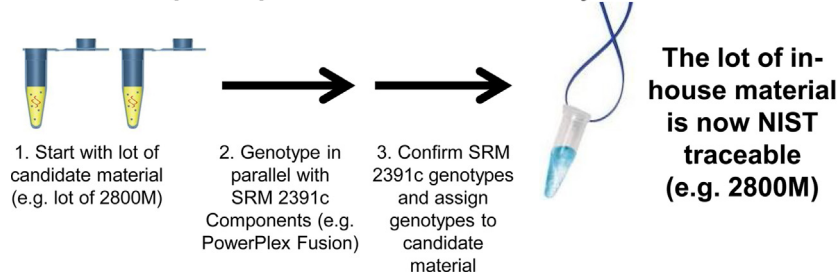 1. Start with lot of
candidate material
(e.g. lot of 2800M)
2. Genotype in
parallel with
SRM 2391c
Components (e.g.
PowerPlex Fusion)
3. Confirm SRM
2391c genotypes
and assign
genotypes to
candidate
material
The lot of in-
house material
is now NIST
traceable
(e.g. 2800M)